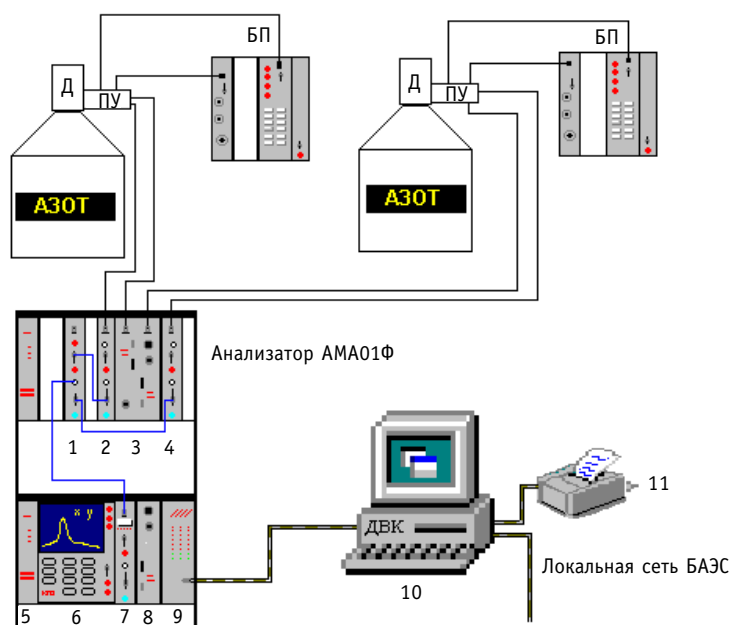 БП
БП
Д
ПУ
Д
ПУ
АЗОТ
АЗОТ
Анализатор АМА01Ф
1 2 3 4
x y
ДВК
11
Локальная сеть БАЭС
10
5 6 7 8 9